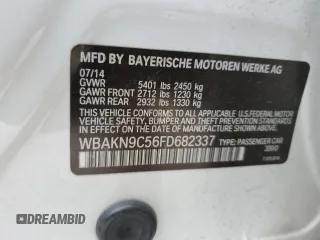 MFD BY BAYERISCHE MOTOREN WERKE AG
07/14
GVWR 5401 lbs 2450 kg
GAWR FRONT 2712 lbs 1230 kg
GAWR REAR 2932 lbs 1330 kg
THIS VEHICLE CONFORMS TO ALL APPLICABLE
FEDERAL MOTOR VEHICLE SAFETY, BUMPER AND
THEFT PREVENTION STANDARDS IN EFFECT ON
THE DATE OF MANUFACTURE SHOWN ABOVE.
WBAKN9C56FD682337 TYPE: PASSENGER CAR
DREAMBID